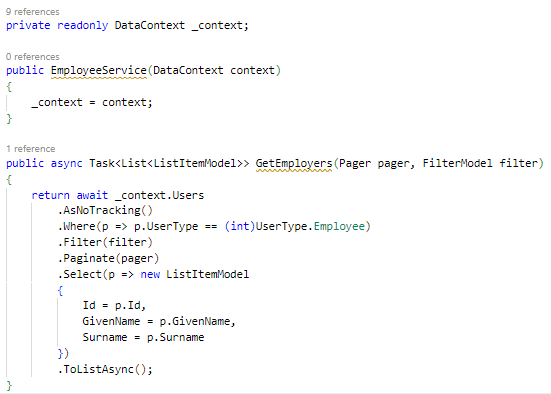 9 references
private readonly DataContext _context;
0 references
public EmployeeService(DataContext context)
{
    _context = context;
}
1 reference
public async Task<List<ListItemModel>> GetEmployers(Pager pager, FilterModel filter)
{
    return await _context.Users
        .AsNoTracking()
        .Where(p => p.UserType == (int)UserType.Employee)
        .Filter(filter)
        .Paginate(pager)
        .Select(p => new ListItemModel
        {
            Id = p.Id,
            GivenName = p.GivenName,
            Surname = p.Surname
        })
        .ToListAsync();
}